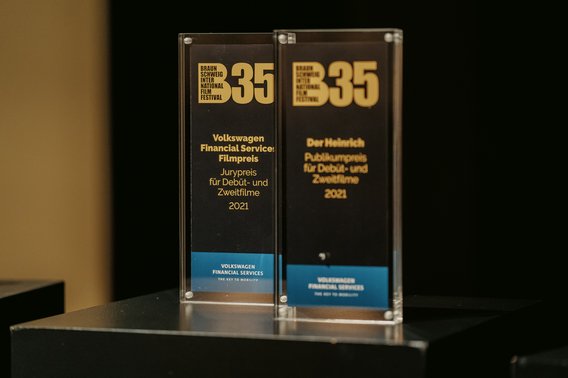 BRAUN
SCHWEIG
INTER
NATIONAL
FILM
FESTIVAL
B35
Volkswagen
Financial Services
Filmpreis
Jurypreis
für Debüt- und
Zweitfilme
2021
VOLKSWAGEN
FINANCIAL SERVICES
THE KEY TO MOBILITY
BRAUN
SCHWEIG
INTER
NATIONAL
FILM
FESTIVAL
B35
Der Heinrich
Publikumpreis
für Debüt- und
Zweitfilme
2021
VOLKSWAGEN
FINANCIAL SERVICES
THE KEY TO MOBILITY